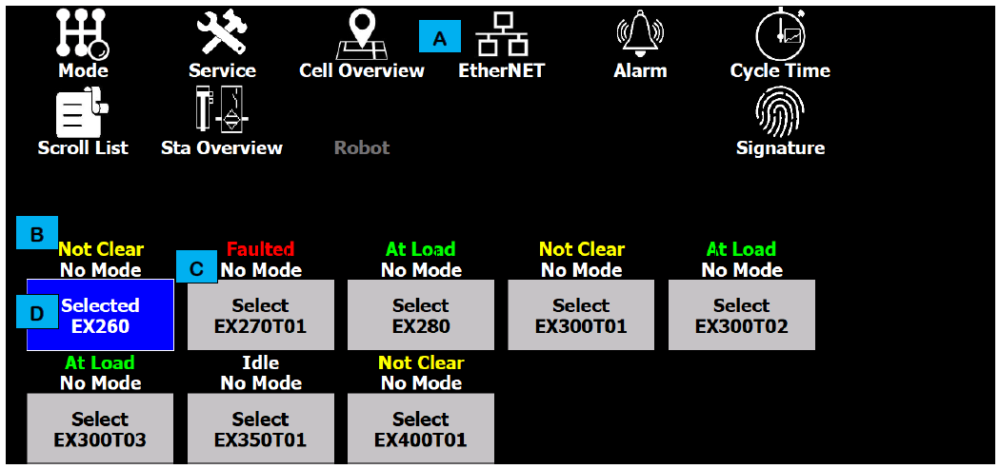 A
Mode Service Cell Overview EtherNET Alarm Cycle Time
Scroll List Sta Overview Robot Signature
B
Not Clear Faulted At Load Not Clear At Load
No Mode C No Mode No Mode No Mode No Mode
Selected Select Select Select Select
D EX260 EX270T01 EX280 EX300T01 EX300T02
At Load Idle Not Clear
No Mode No Mode No Mode
Select Select Select
EX300T03 EX350T01 EX400T01